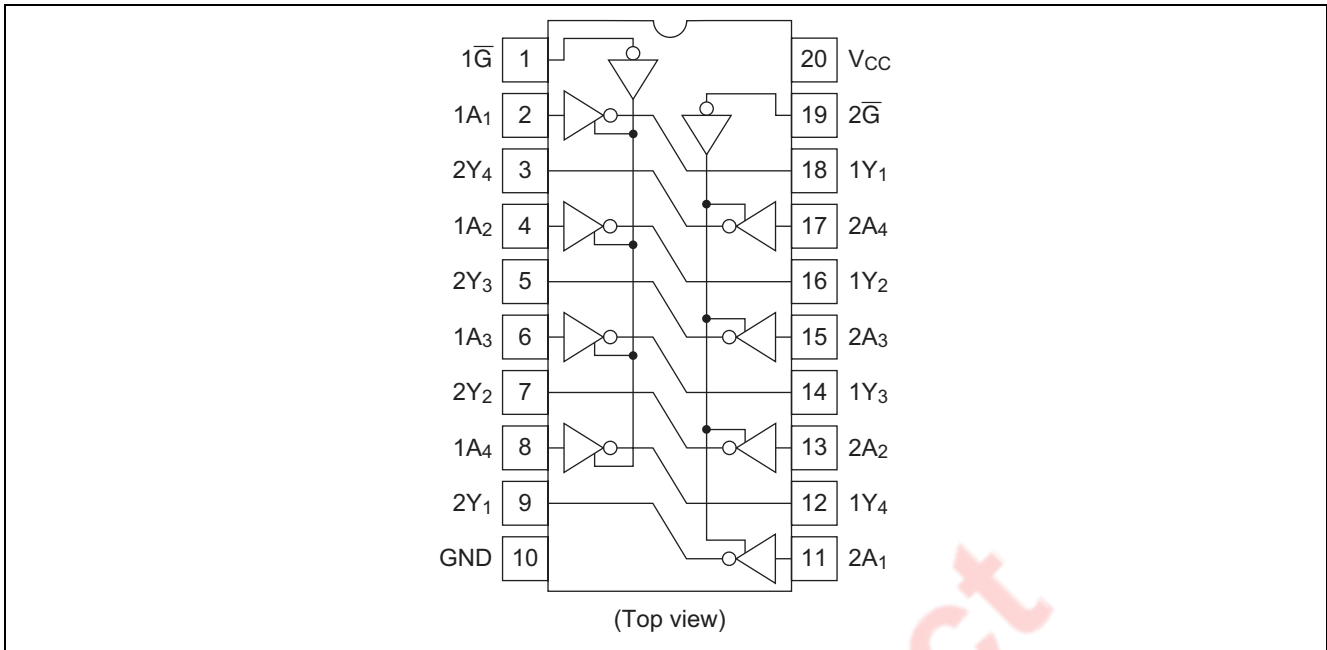 1G̅ 1 20 VCC
1A1 2 19 2G̅
2Y4 3 18 1Y1
1A2 4 17 2A4
2Y3 5 16 1Y2
1A3 6 15 2A3
2Y2 7 14 1Y3
1A4 8 13 2A2
2Y1 9 12 1Y4
GND 10 11 2A1
(Top view)
ct